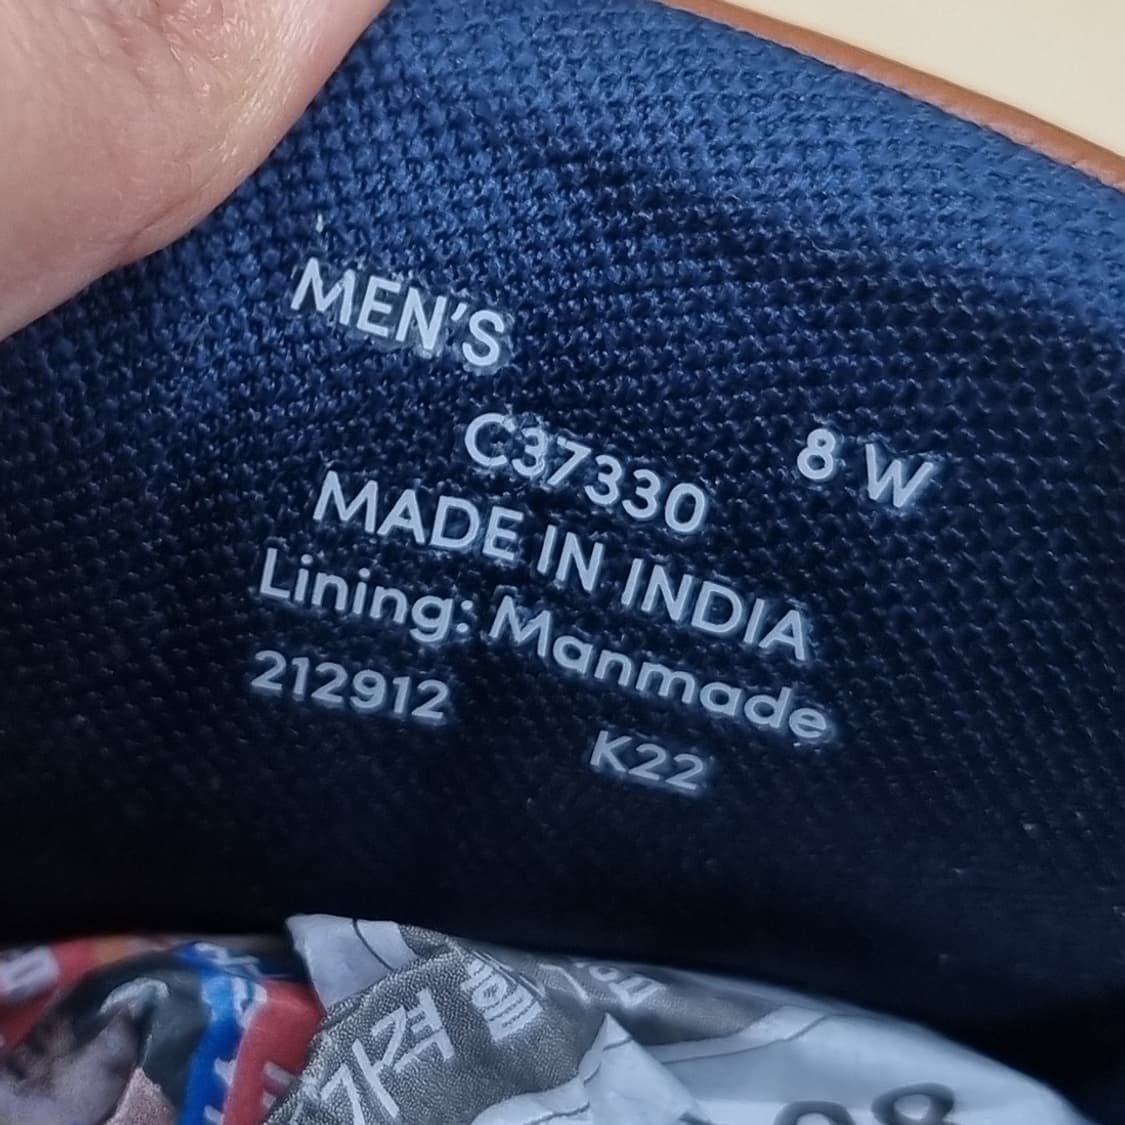 MEN'S
C37330 8 W
MADE IN INDIA
Lining: Manmade
212912
K22